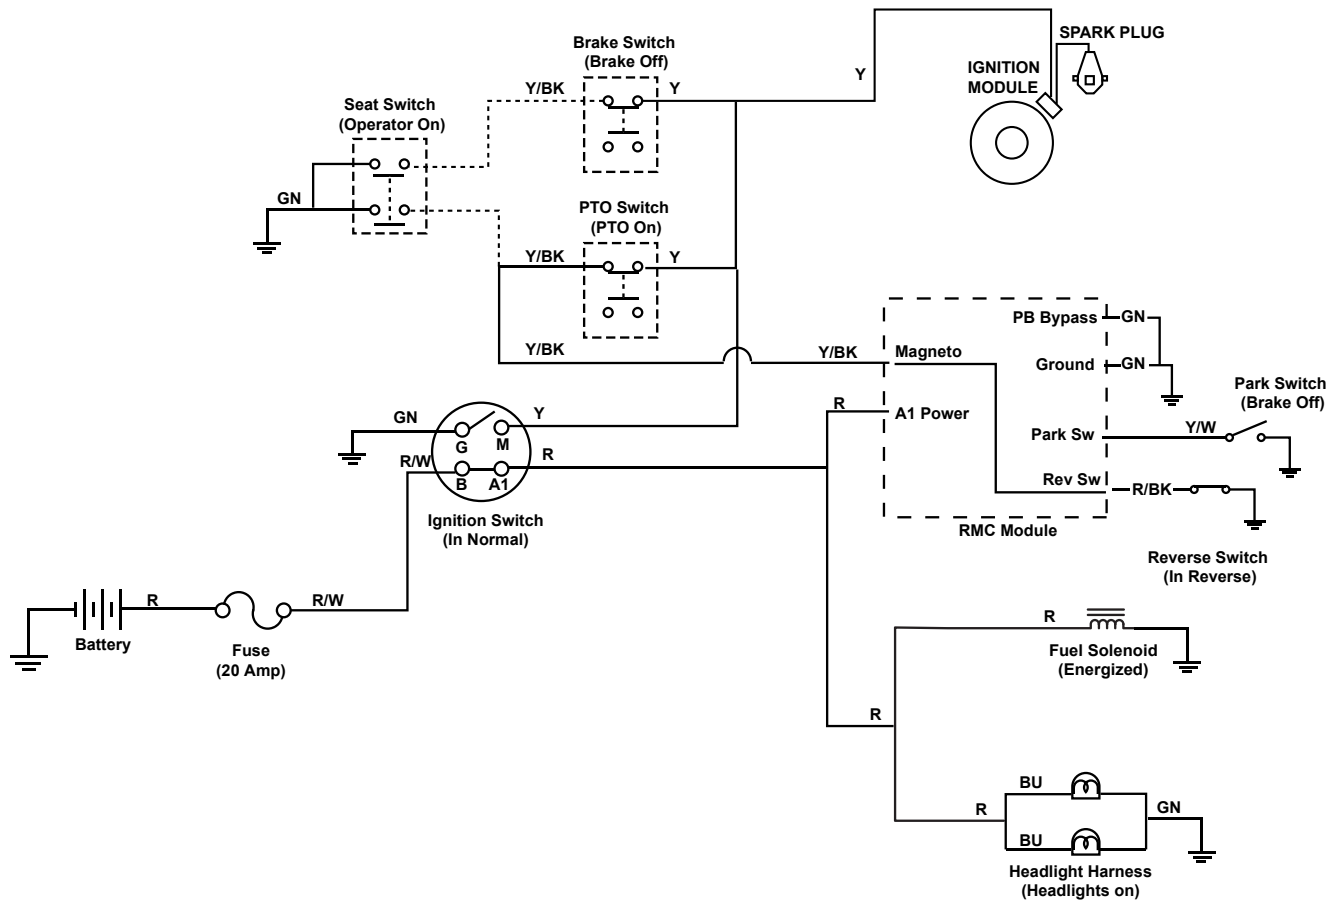 SPARK PLUG
Brake Switch
(Brake Off)
IGNITION
MODULE
Y
Y/BK
Y
Seat Switch
(Operator On)
GN
PTO Switch
(PTO On)
Y/BK
Y
Y/BK
Y/BK
Magneto
PB Bypass
GN
Ground
GN
Park Switch
(Brake Off)
R
A1 Power
Park Sw
Y/W
GN
Y
G
M
R/W
R
B
A1
Rev Sw
R/BK
Ignition Switch
(In Normal)
RMC Module
Reverse Switch
(In Reverse)
R
R/W
Battery
Fuse
(20 Amp)
R
Fuel Solenoid
(Energized)
R
BU
R
GN
BU
Headlight Harness
(Headlights on)